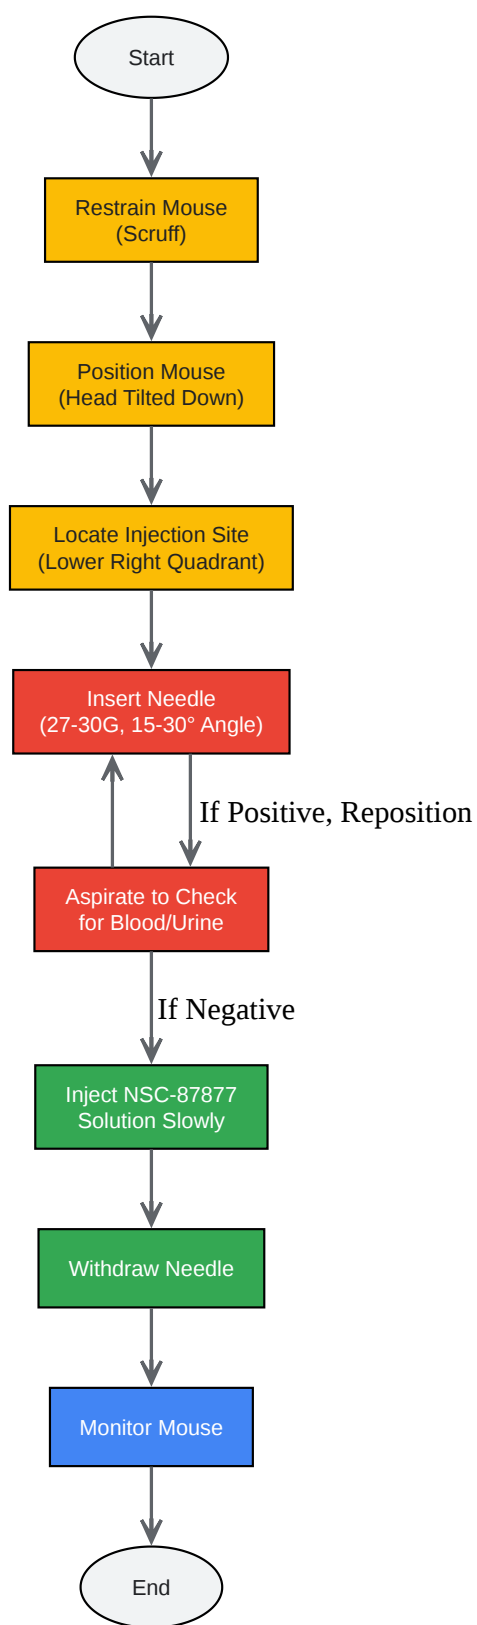 Start
Restrain Mouse
(Scruff)
Position Mouse
(Head Tilted Down)
Locate Injection Site
(Lower Right Quadrant)
Insert Needle
(27-30G, 15-30° Angle)
If Positive, Reposition
Aspirate to Check
for Blood/Urine
If Negative
Inject NSC-87877
Solution Slowly
Withdraw Needle
Monitor Mouse
End